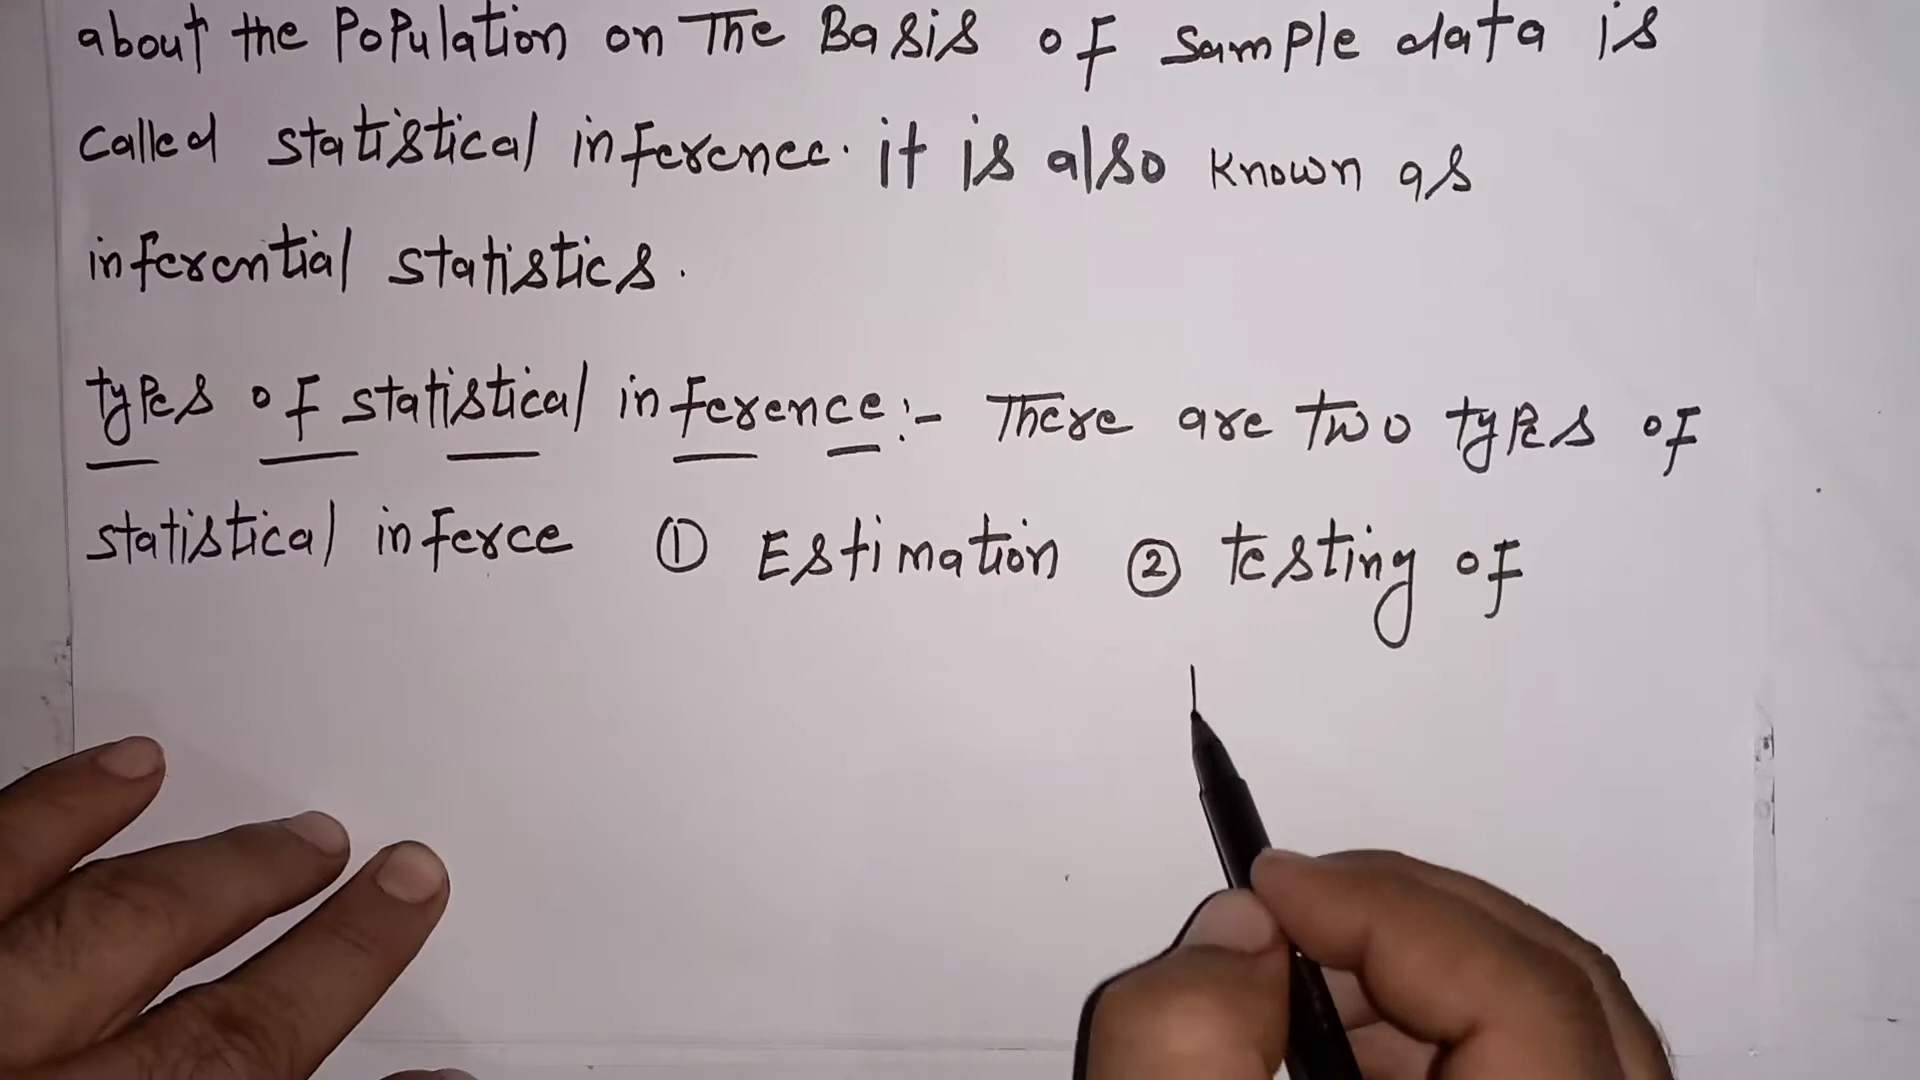 about the Population on The Basis of sample data is
called statistical inference. it is also known as
inferential statistics.
types of statistical inference :- There are two types of
statistical inferce ① Estimation ② testing of